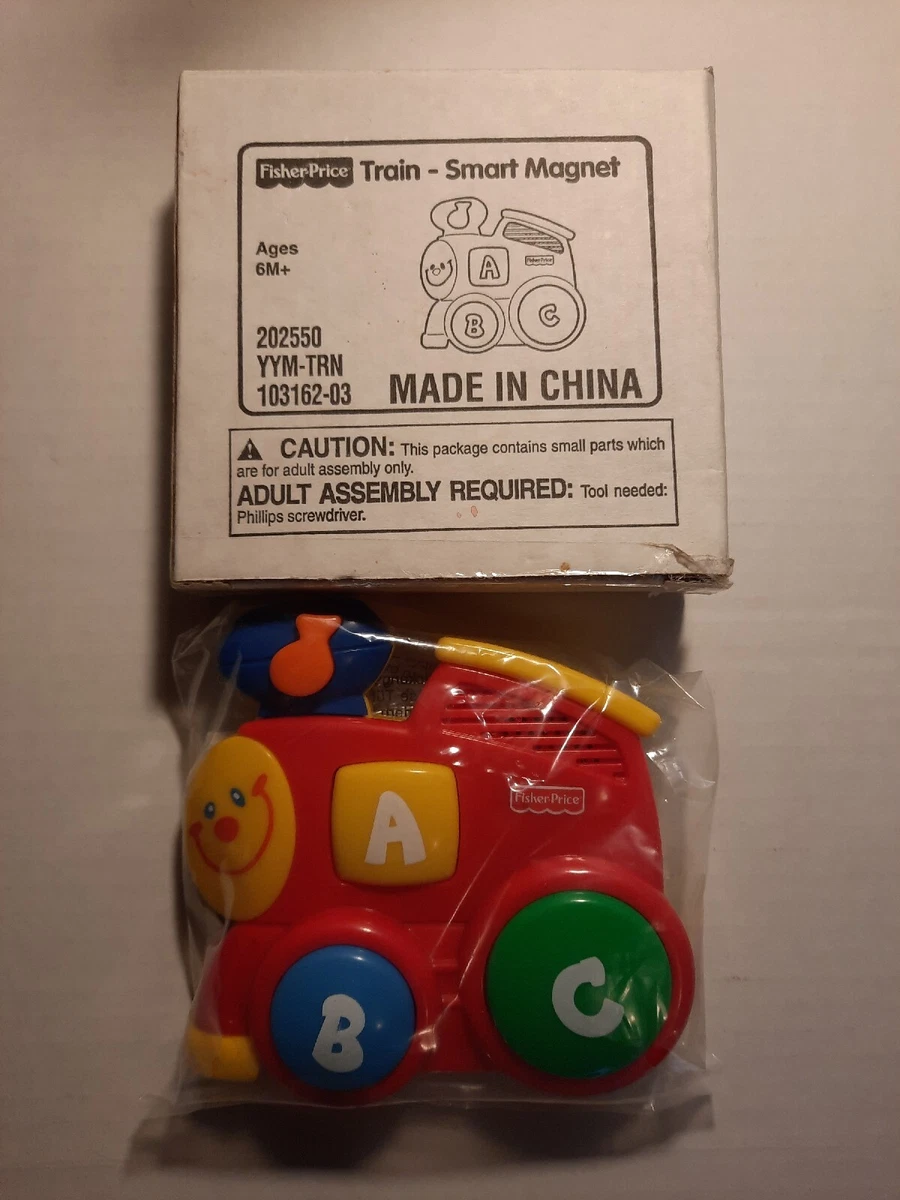 Fisher-Price Train - Smart Magnet
Ages
6M+
A
Fisher-Price
B
C
202550
YYM-TRN
103162-03
MADE IN CHINA
CAUTION: This package contains small parts which
are for adult assembly only.
ADULT ASSEMBLY REQUIRED: Tool needed:
Phillips screwdriver.
A
Fisher-Price
B
C